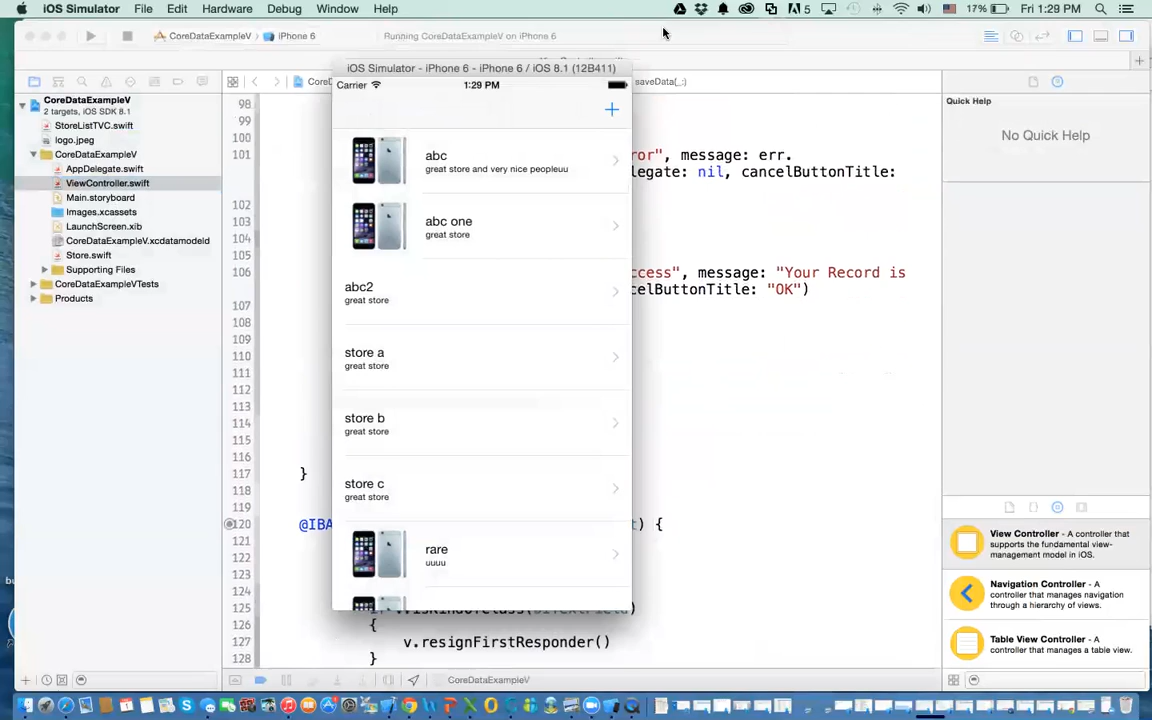 iOS Simulator File Edit Hardware Debug Window Help 5 17% Fri 1:29 PM
CoreDataExampleV iPhone 6 Running CoreDataExampleV on iPhone 6
iOS Simulator - iPhone 6 - iPhone 6 / iOS 8.1 (12B411)
saveData(_:)
CoreDataExampleV
2 targets, iOS SDK 8.1
StoreListTVC.swift
logo.jpeg
CoreDataExampleV
AppDelegate.swift
ViewController.swift
Main.storyboard
Images.xcassets
LaunchScreen.xib
CoreDataExampleV.xcdatamodeld
Store.swift
Supporting Files
CoreDataExampleVTests
Products
98
99
100
101
102
103
104
105
106
107
108
109
110
111
112
113
114
115
116
117 }
118
119
120 @IBA t) {
121
122
123
124
125
126 {
127 v.resignFirstResponder()
128 }
ror", message: err.
legate: nil, cancelButtonTitle:
ccess", message: "Your Record is
celButtonTitle: "OK")
Carrier 1:29 PM
+
abc
great store and very nice peopleuu
abc one
great store
abc2
great store
store a
great store
store b
great store
store c
great store
rare
uuuu
Quick Help
No Quick Help
View Controller - A controller that
supports the fundamental view-
management model in iOS.
Navigation Controller - A
controller that manages navigation
through a hierarchy of views.
Table View Controller - A
controller that manages a table view.
CoreDataExampleV